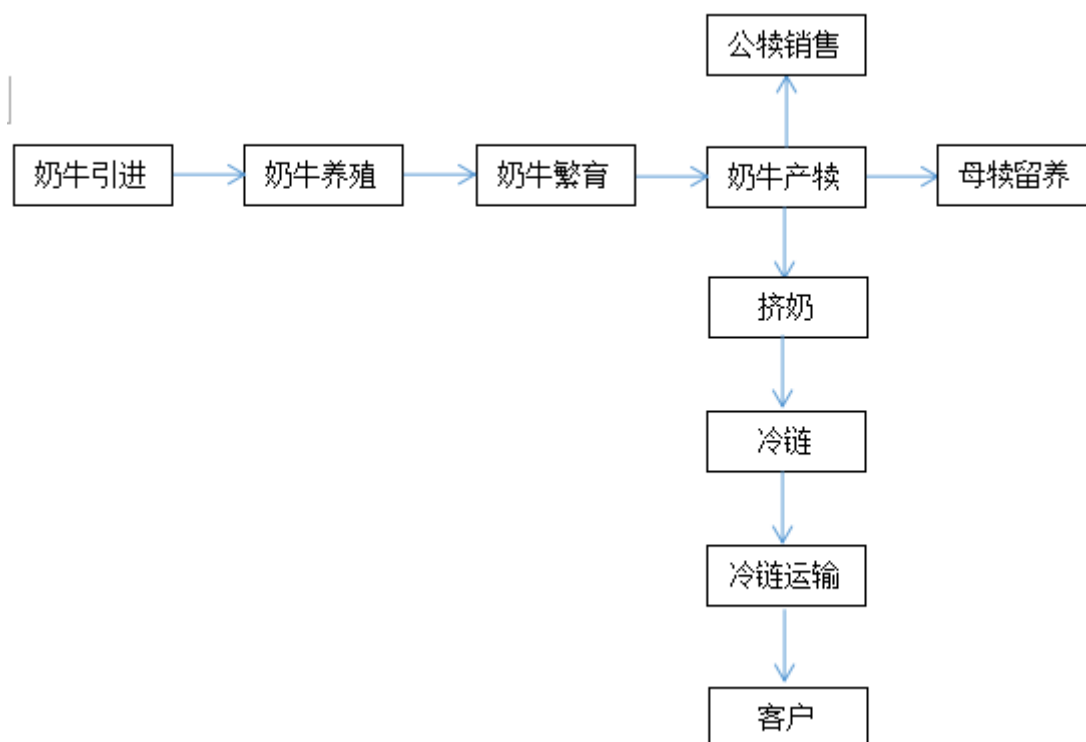 公犊销售
奶牛引进
奶牛养殖
奶牛繁育
奶牛产犊
母犊留养
挤奶
冷链
冷链运输
客户